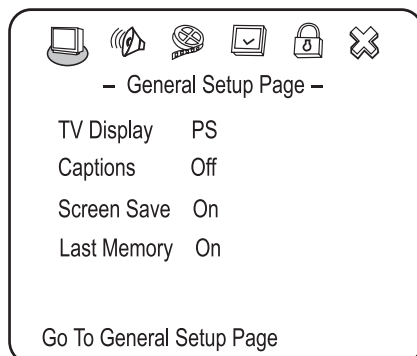 – General Setup Page –
TV Display PS
Captions Off
Screen Save On
Last Memory On
Go To General Setup Page